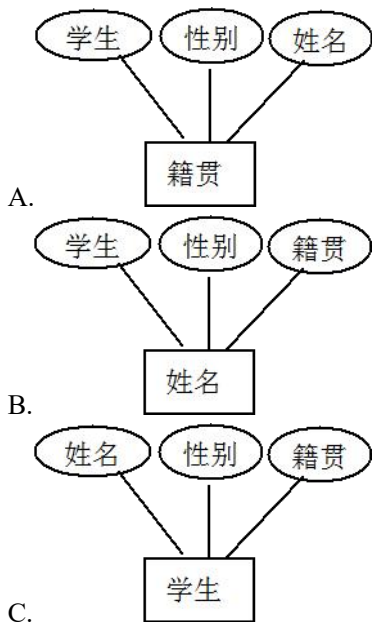 学生 性别 姓名
籍贯
A.
学生 性别 籍贯
姓名
B.
姓名 性别 籍贯
学生
C.